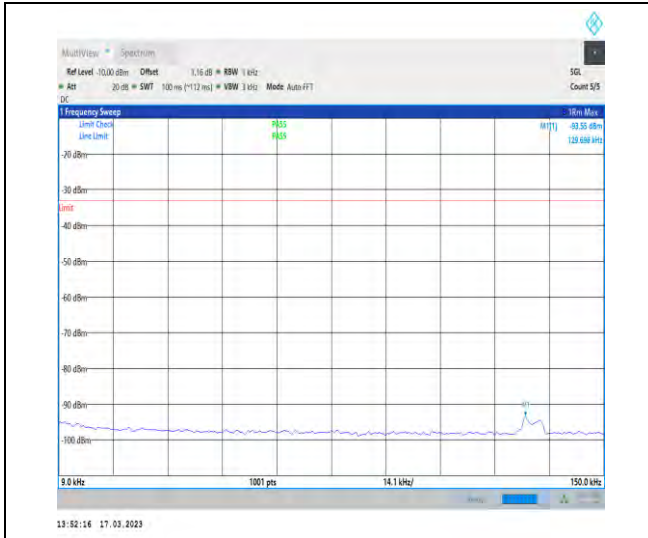 MultiView Spectrum
Ref Level -10.00 dBm Offset 1.16 dB RBW 1 kHz SGL
Att 20 dB SWT 100 ms (~112 ms) VBW 3 kHz Mode Auto FFT Count 5/5
DC
1 Frequency Sweep 1Rm Max
Limit Check PASS M1[1] -93.55 dBm
Line Limit PASS 129.698 kHz
-20 dBm
-30 dBm
Limit
-40 dBm
-50 dBm
-60 dBm
-70 dBm
-80 dBm
-90 dBm
M1
-100 dBm
9.0 kHz 1001 pts 14.1 kHz/ 150.0 kHz
13:52:16 17.03.2023